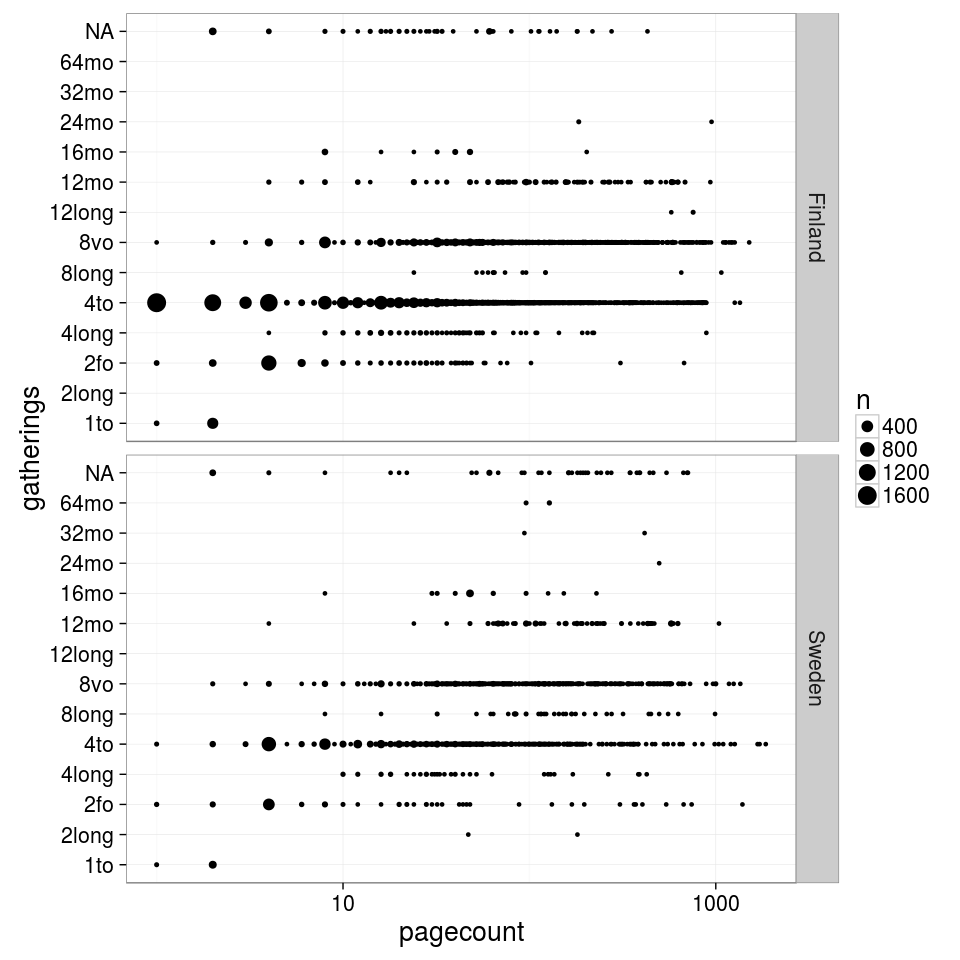 NA
64mo
32mo
24mo
16mo
12mo
12long
8vo
8long
4to
4long
2fo
2long
1to
Finland
NA
64mo
32mo
24mo
16mo
12mo
12long
8vo
8long
4to
4long
2fo
2long
1to
Sweden
gatherings
10
1000
pagecount
n
400
800
1200
1600